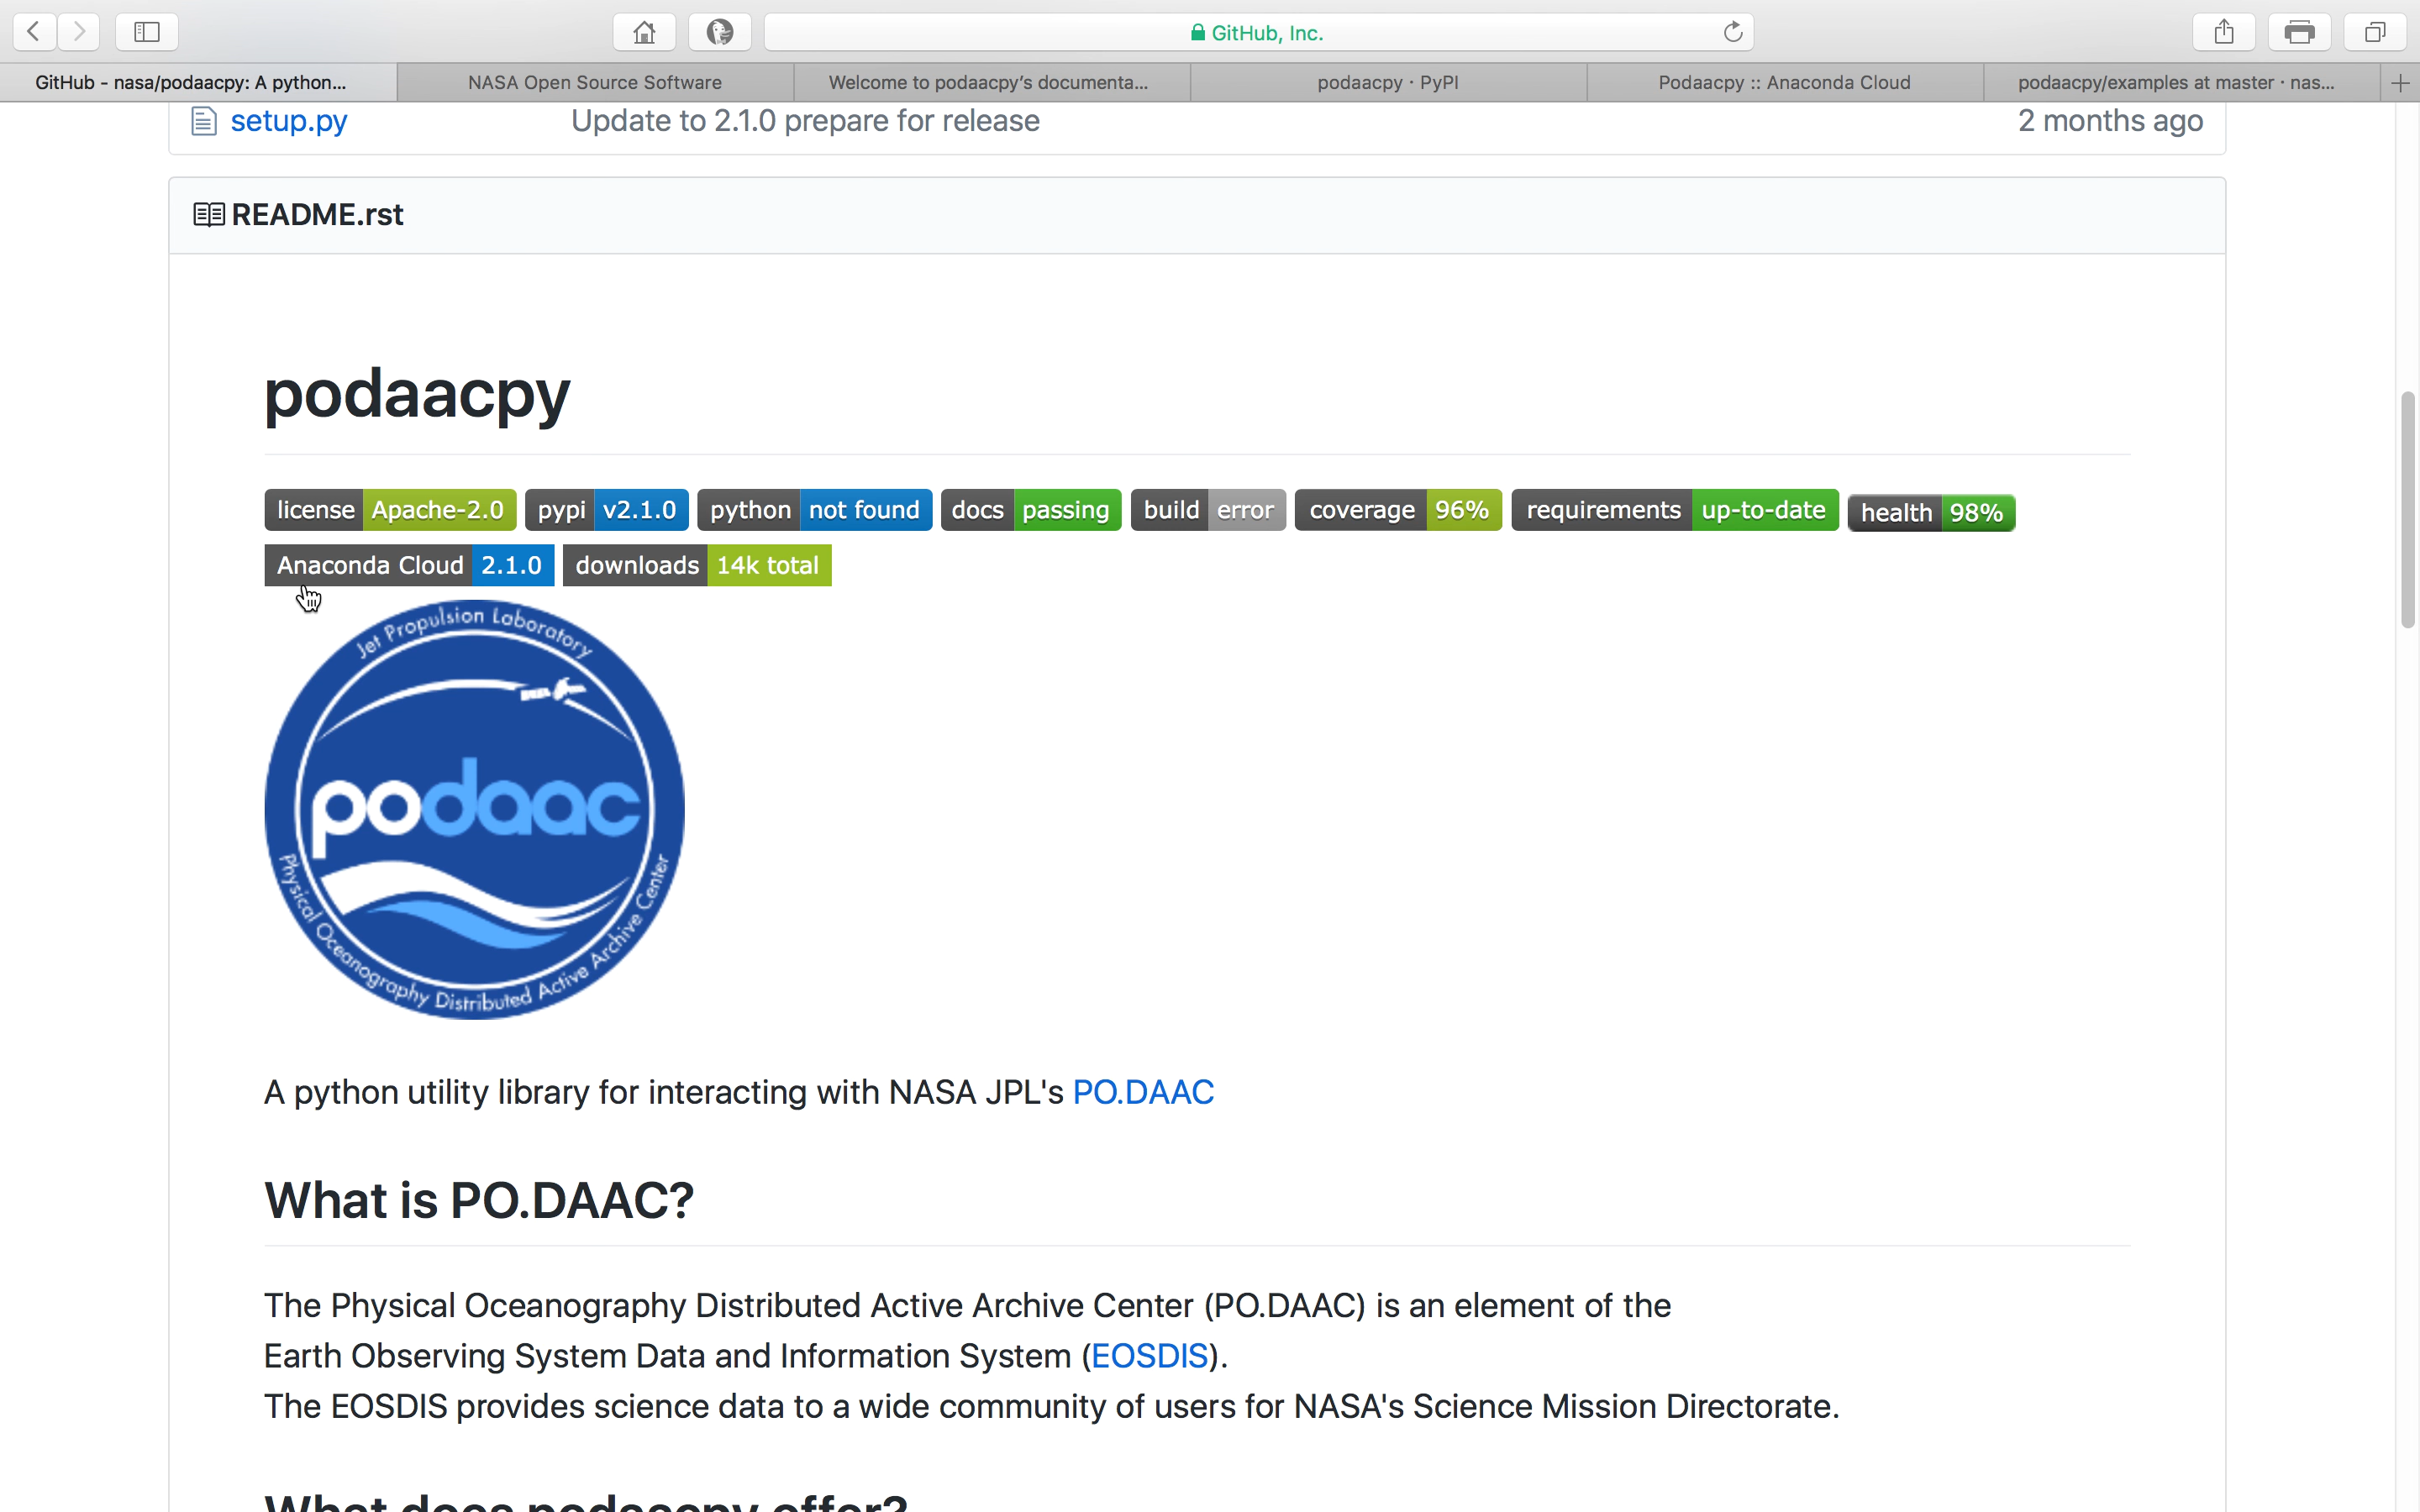 GitHub, Inc.
GitHub - nasa/podaacpy: A python...
NASA Open Source Software
Welcome to podaacpy's documenta...
podaacpy · PyPI
Podaacpy :: Anaconda Cloud
podaacpy/examples at master · nas...
setup.py Update to 2.1.0 prepare for release 2 months ago
README.rst
podaacpy
license Apache-2.0 pypi v2.1.0 python not found docs passing build error coverage 96% requirements up-to-date health 98%
Anaconda Cloud 2.1.0 downloads 14k total
Jet Propulsion Laboratory
podaac
Physical Oceanography Distributed Active Archive Center
A python utility library for interacting with NASA JPL's PO.DAAC
What is PO.DAAC?
The Physical Oceanography Distributed Active Archive Center (PO.DAAC) is an element of the
Earth Observing System Data and Information System (EOSDIS).
The EOSDIS provides science data to a wide community of users for NASA's Science Mission Directorate.
What does podaacpy offer?